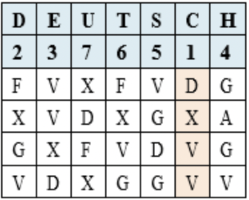 D E U T S C H
2 3 7 6 5 1 4
F V X F V D G
X V D X G X A
G X F V D V G
V D X G G V V